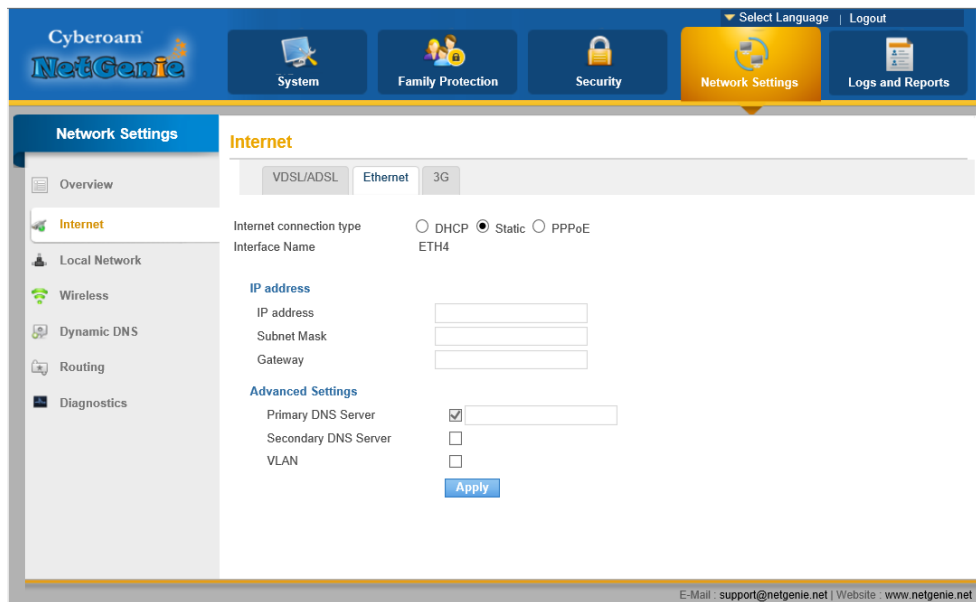 Select Language | Logout
Cyberoam
NetGenie
System
Family Protection
Security
Network Settings
Logs and Reports
Network Settings
Overview
Internet
Local Network
Wireless
Dynamic DNS
Routing
Diagnostics
Internet
VDSL/ADSL Ethernet 3G
Internet connection type DHCP Static PPPoE
Interface Name ETH4
IP address
IP address
Subnet Mask
Gateway
Advanced Settings
Primary DNS Server
Secondary DNS Server
VLAN
Apply
E-Mail : support@netgenie.net | Website : www.netgenie.net